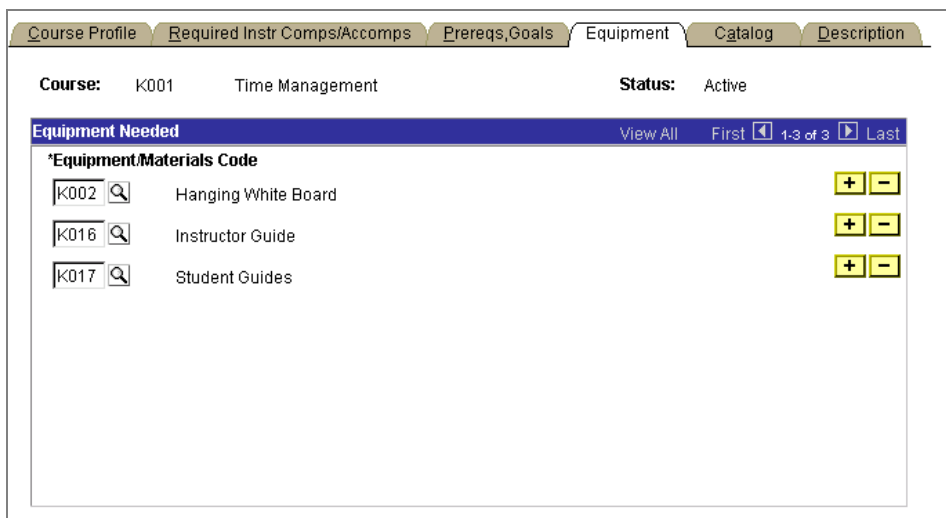 Course Profile Required Instr Comps/Accomps Prereqs,Goals Equipment Catalog Description
Course: K001 Time Management Status: Active
Equipment Needed View All First 1-3 of 3 Last
*Equipment/Materials Code
K002 Hanging White Board + −
K016 Instructor Guide + −
K017 Student Guides + −